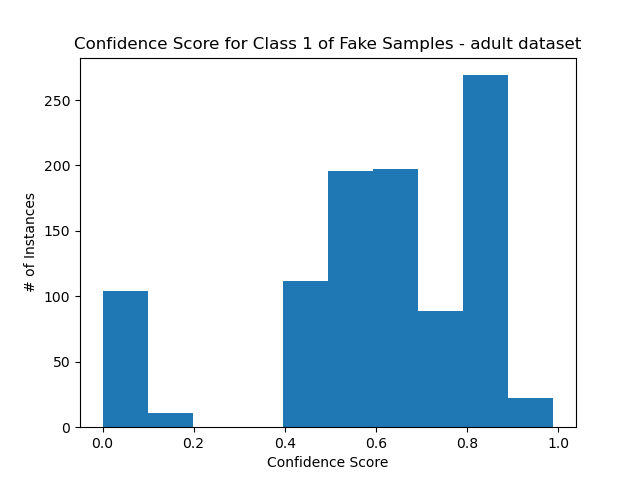 Confidence Score for Class 1 of Fake Samples - adult dataset
250
200
150
100
50
0
# of Instances
0.0 0.2 0.4 0.6 0.8 1.0
Confidence Score